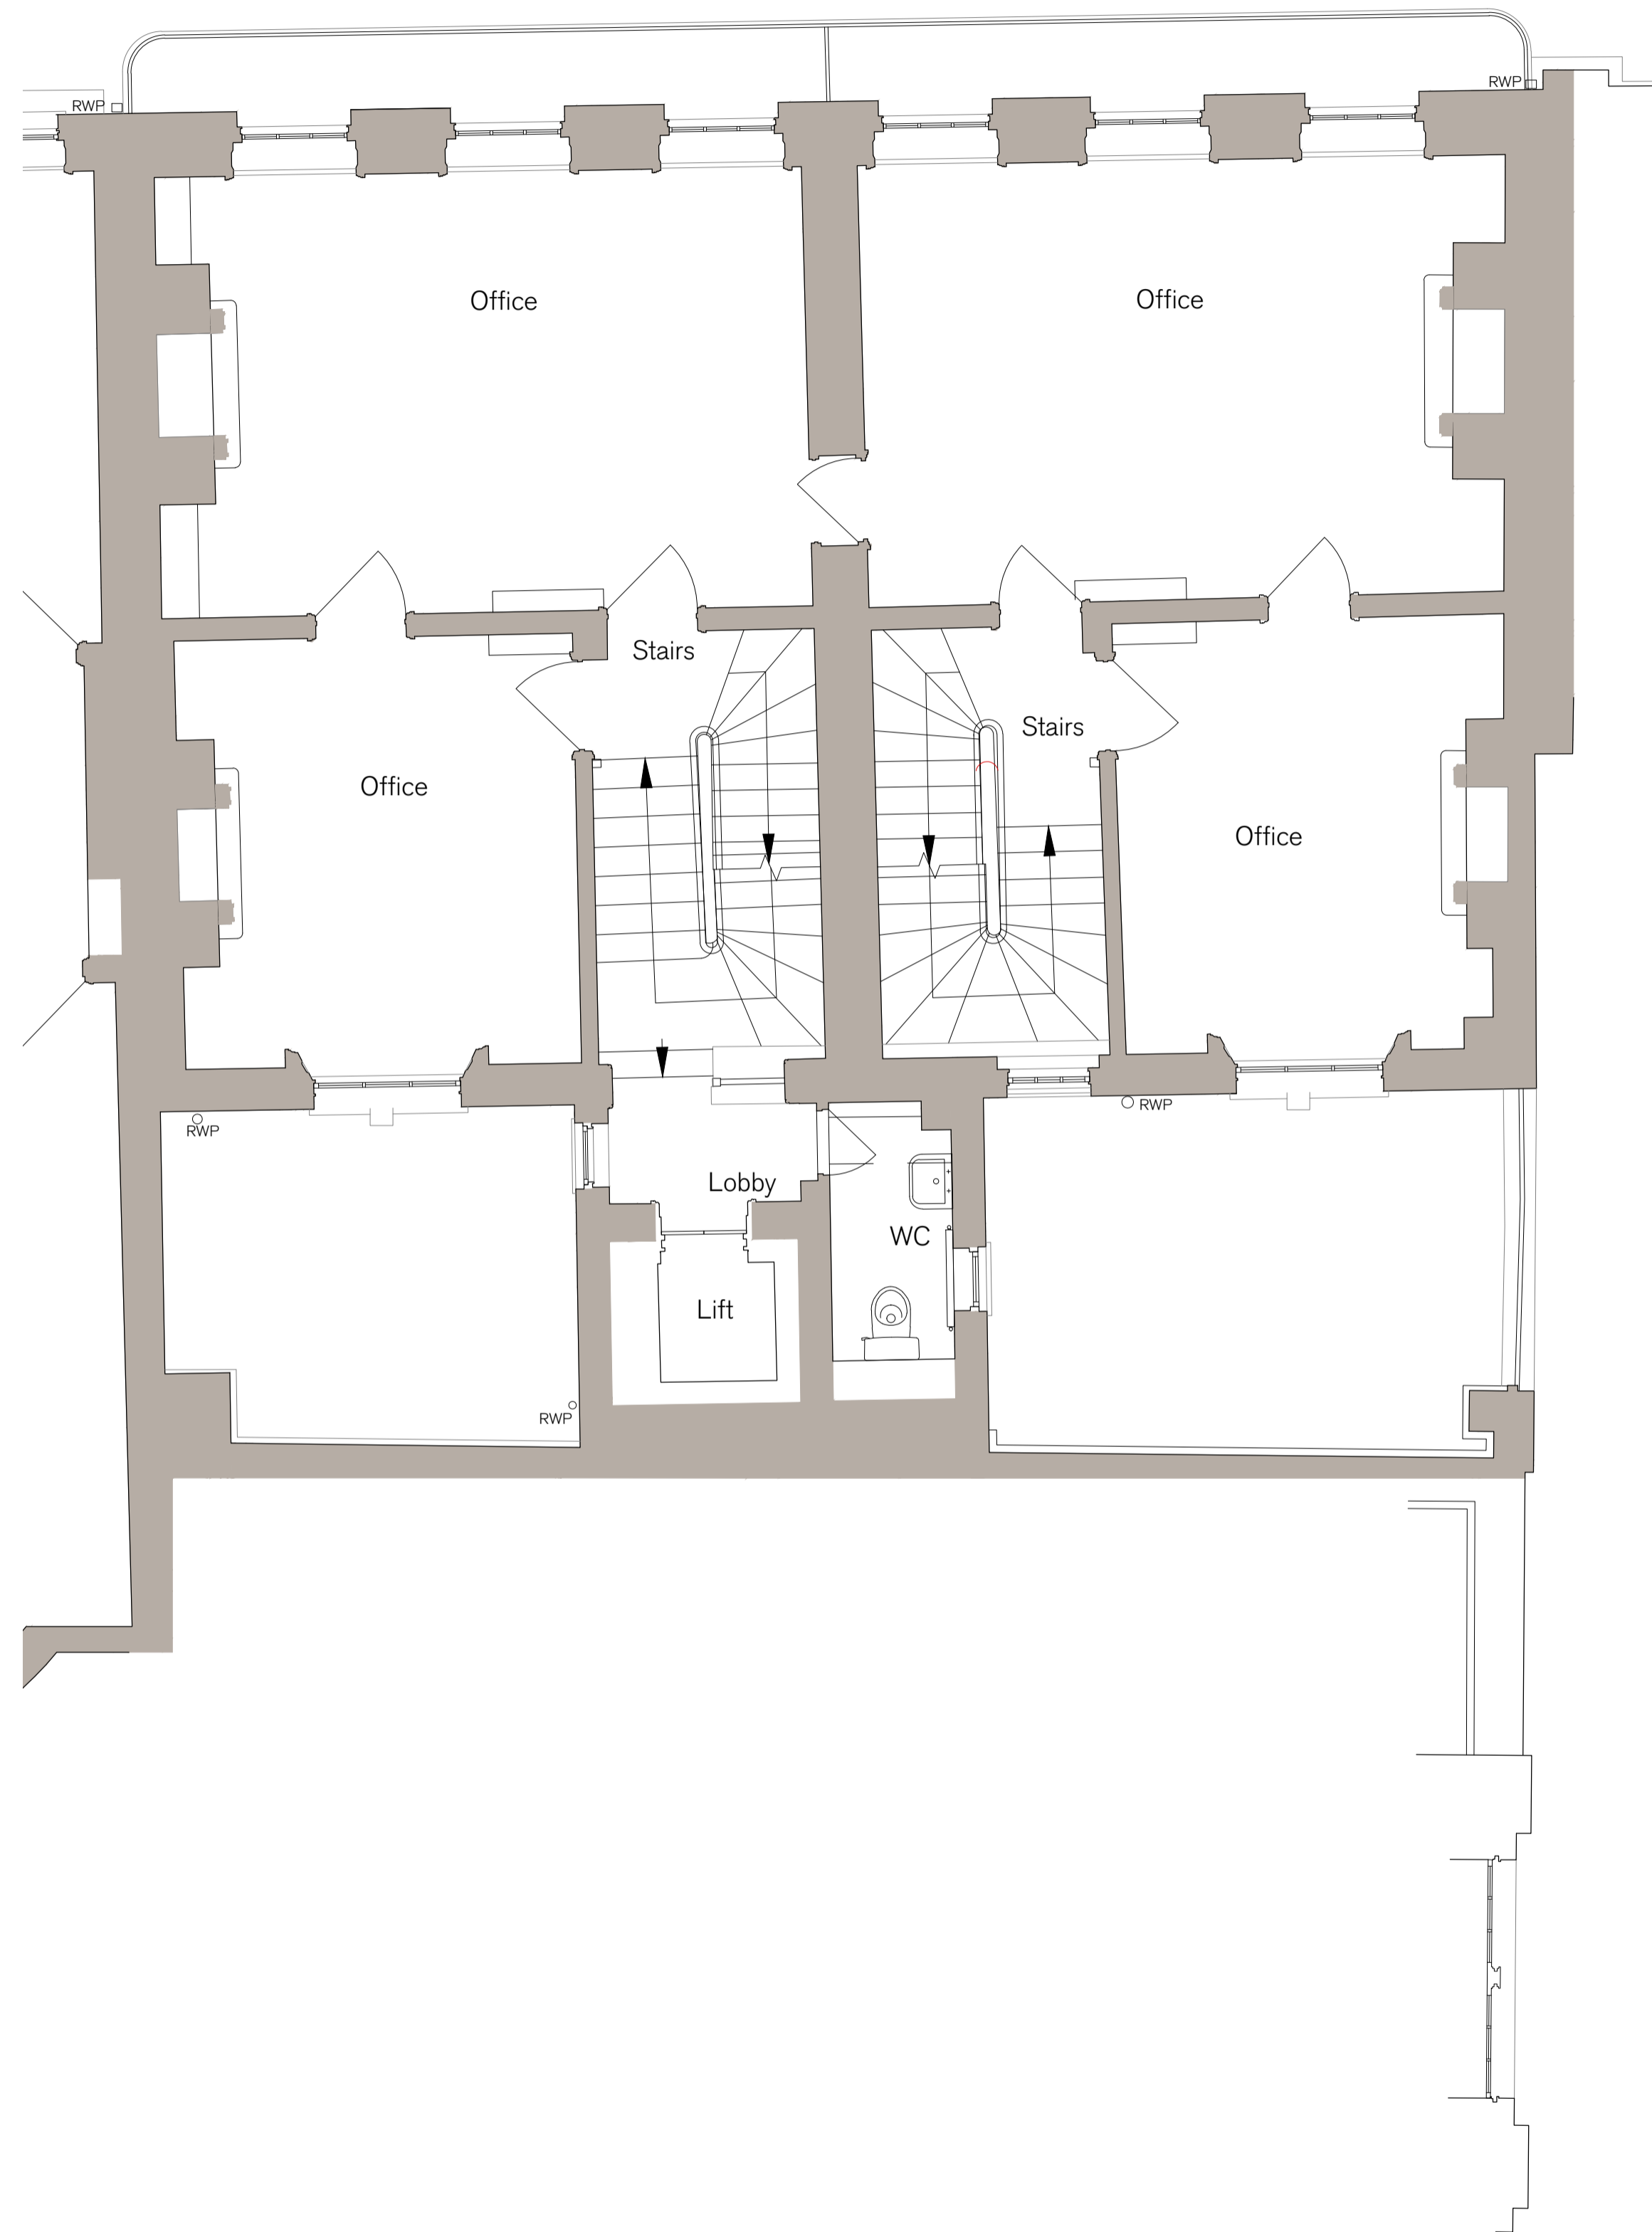 RWP
RWP
Office
Office
Stairs
Stairs
Office
Office
RWP
RWP
Lobby
WC
Lift
RWP